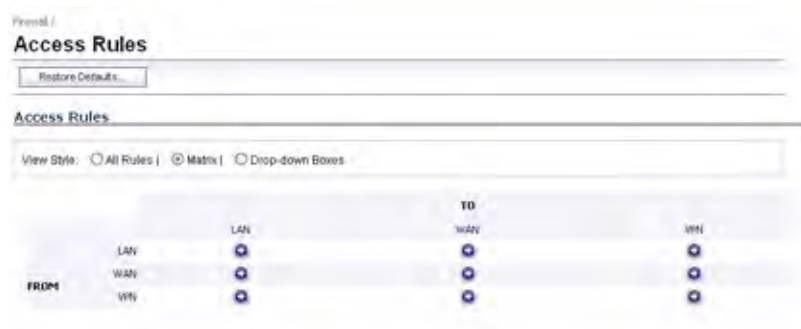 Firewall /
Access Rules
Restore Defaults...
Access Rules
View Style: All Rules | Matrix | Drop-down Boxes
TO
LAN WAN VPN
LAN
WAN
FROM
VPN